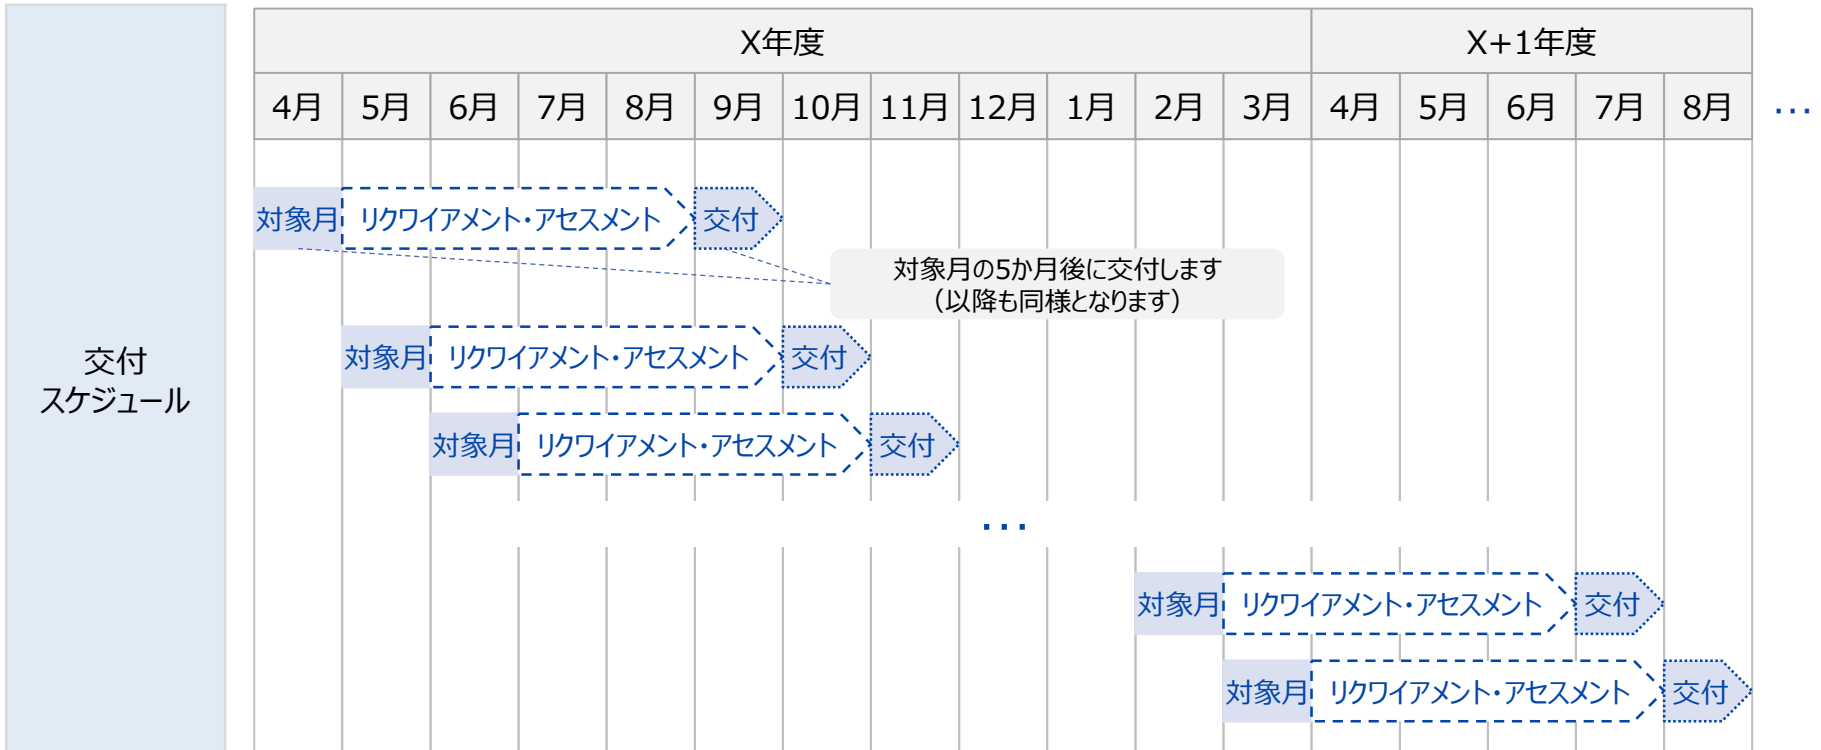 X年度
X+1年度
4月
5月
6月
7月
8月
9月
10月
11月
12月
1月
2月
3月
4月
5月
6月
7月
8月
…
交付
スケジュール
対象月
リクワイアメント・アセスメント
交付
対象月の5か月後に交付します
（以降も同様となります）
対象月
リクワイアメント・アセスメント
交付
対象月
リクワイアメント・アセスメント
交付
…
対象月
リクワイアメント・アセスメント
交付
対象月
リクワイアメント・アセスメント
交付